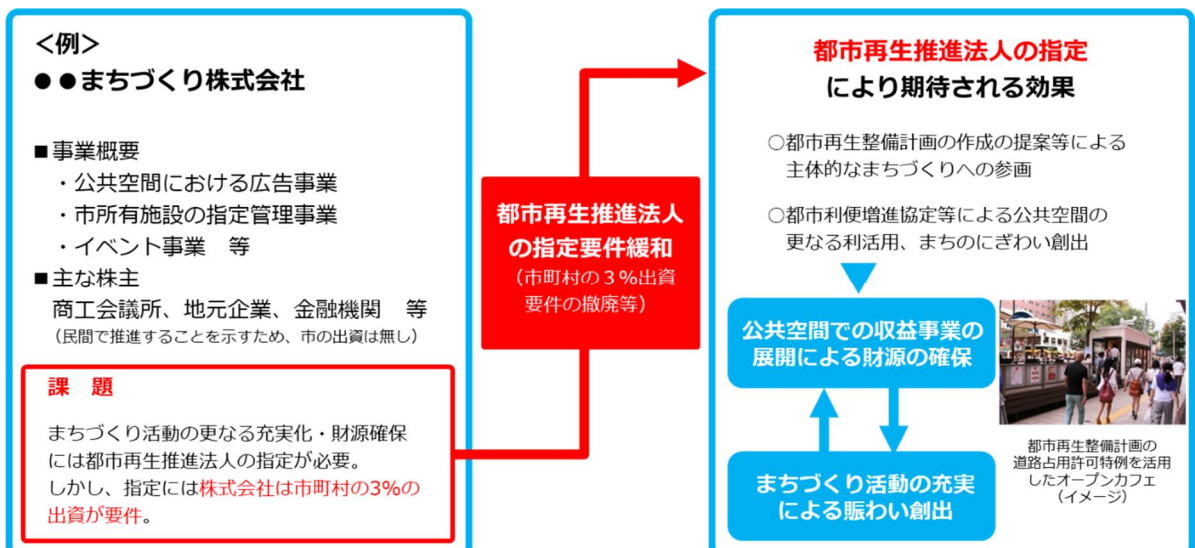 ＜例＞
●●まちづくり株式会社
■事業概要
・公共空間における広告事業
・市所有施設の指定管理事業
・イベント事業　等
■主な株主
商工会議所、地元企業、金融機関　等
（民間で推進することを示すため、市の出資は無し）
課　題
まちづくり活動の更なる充実化・財源確保
には都市再生推進法人の指定が必要。
しかし、指定には株式会社は市町村の3%の
出資が要件。
都市再生推進法人
の指定要件緩和
（市町村の３％出資
要件の撤廃等）
都市再生推進法人の指定
により期待される効果
○都市再生整備計画の作成の提案等による
主体的なまちづくりへの参画
○都市利便増進協定等による公共空間の
更なる利活用、まちのにぎわい創出
公共空間での収益事業の
展開による財源の確保
まちづくり活動の充実
による賑わい創出
都市再生整備計画の
道路占用許可特例を活用
したオープンカフェ
（イメージ）